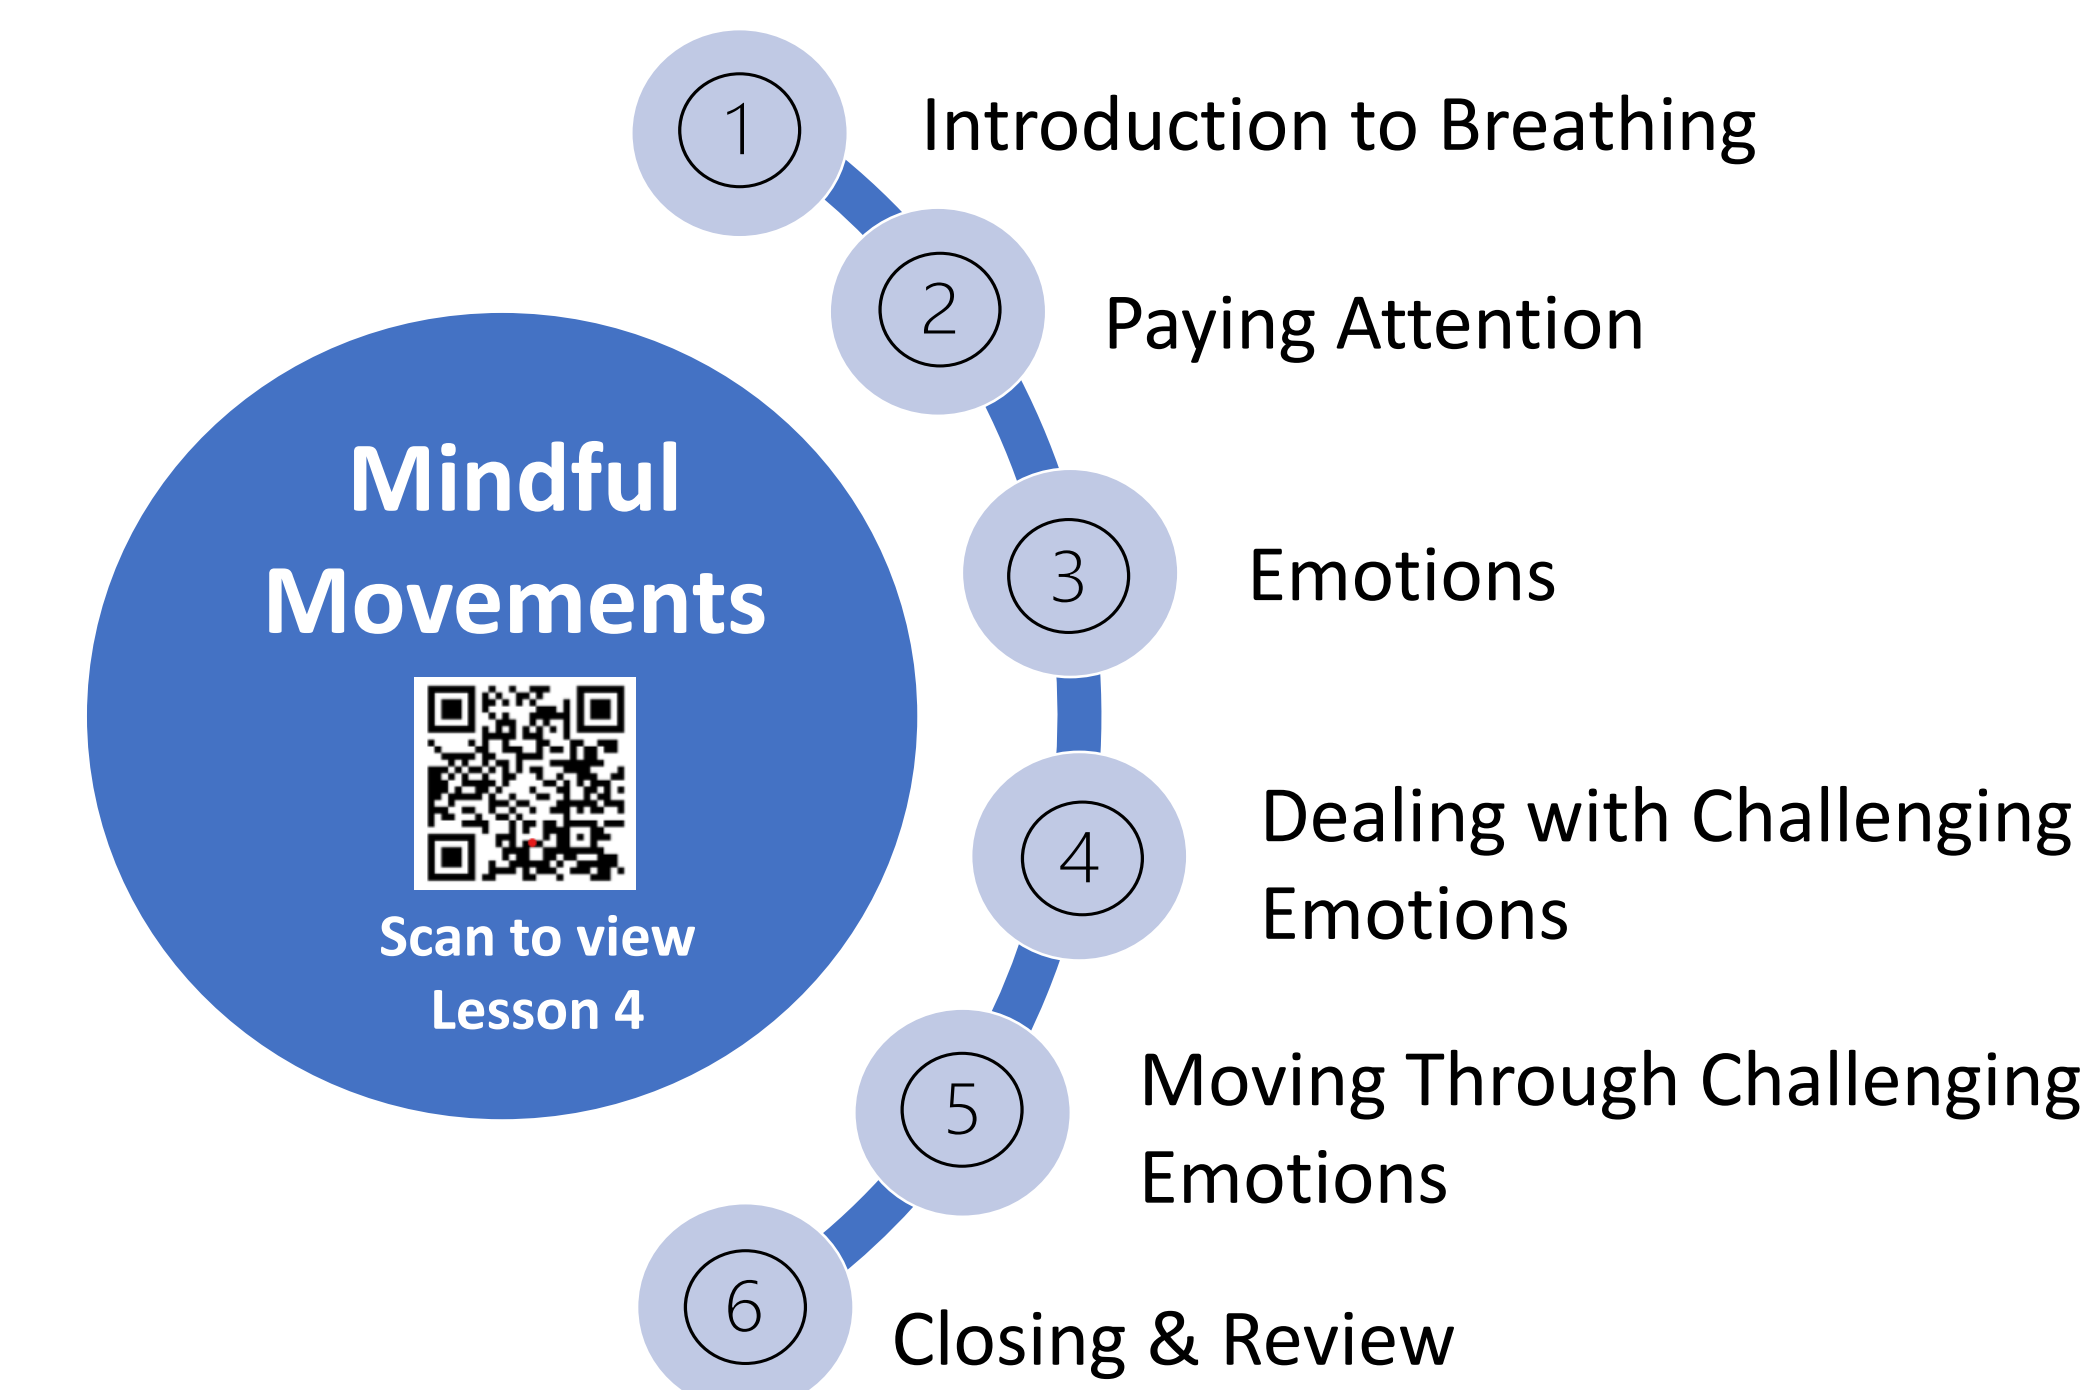 1
Introduction to Breathing
2
Paying Attention
3
Emotions
4
Dealing with Challenging
Emotions
5
Moving Through Challenging
Emotions
6
Closing & Review
Mindful
Movements
Scan to view
Lesson 4